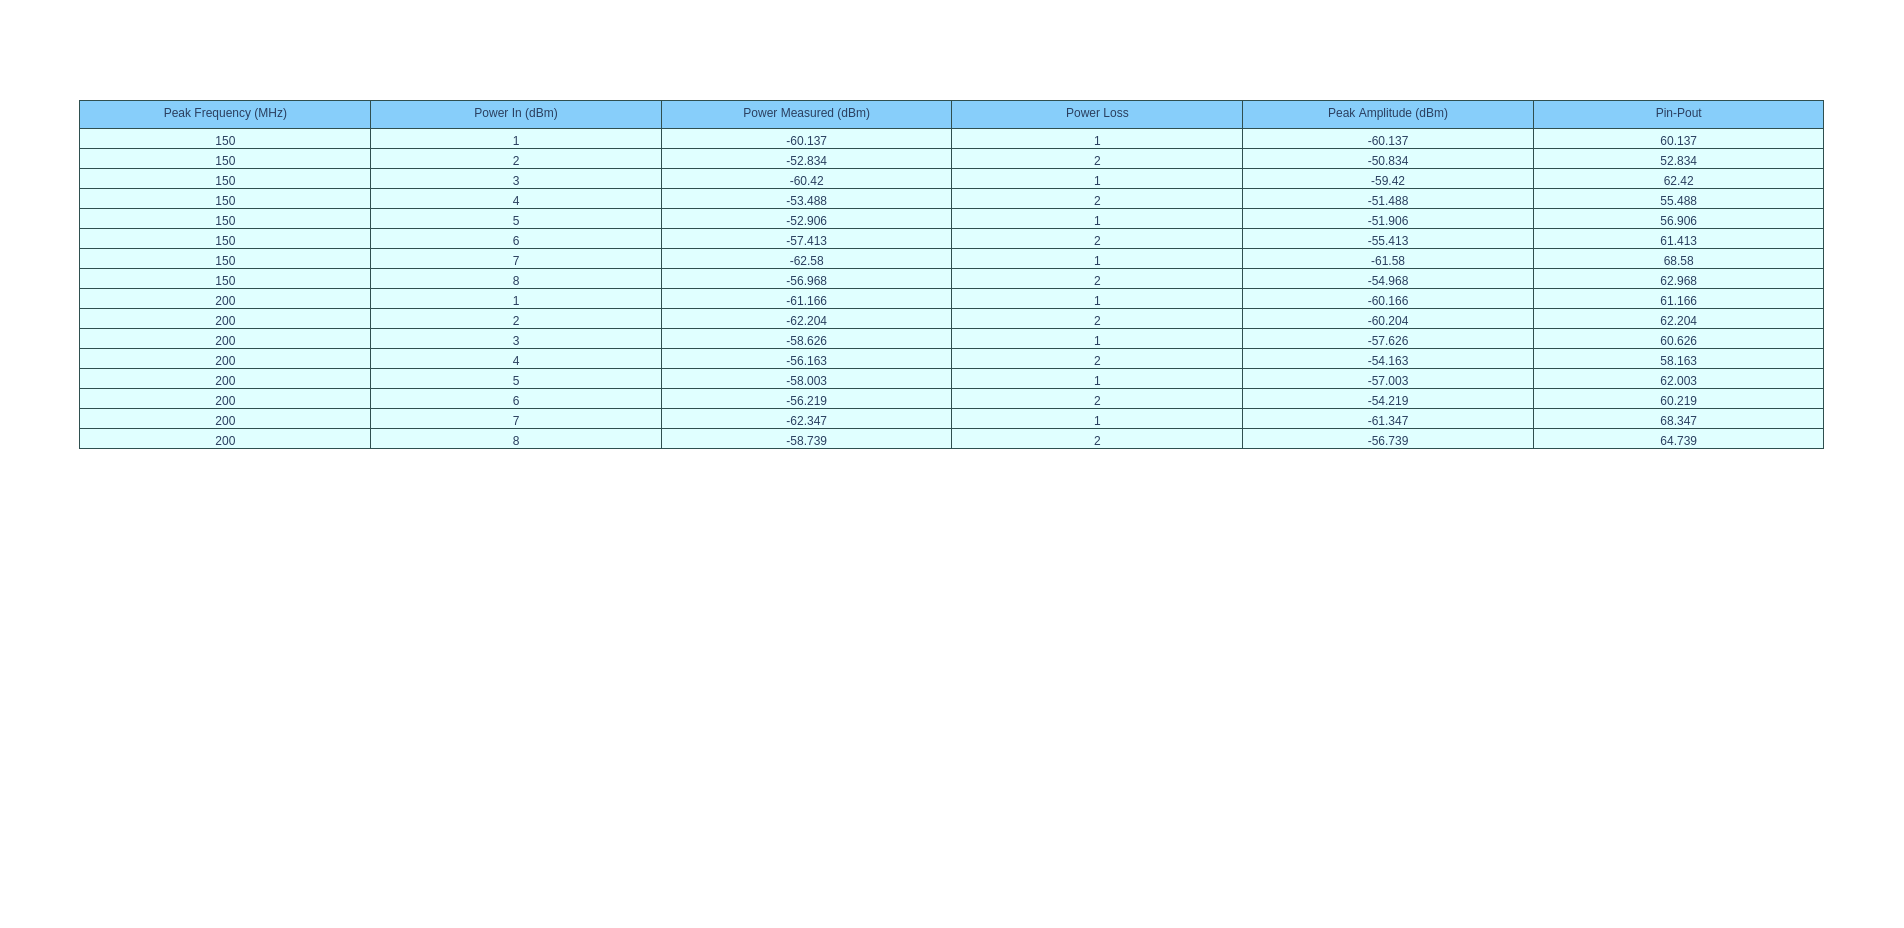 Peak Frequency (MHz) Power In (dBm) Power Measured (dBm) Power Loss Peak Amplitude (dBm) Pin-Pout
150 1 -60.137 1 -60.137 60.137
150 2 -52.834 2 -50.834 52.834
150 3 -60.42 1 -59.42 62.42
150 4 -53.488 2 -51.488 55.488
150 5 -52.906 1 -51.906 56.906
150 6 -57.413 2 -55.413 61.413
150 7 -62.58 1 -61.58 68.58
150 8 -56.968 2 -54.968 62.968
200 1 -61.166 1 -60.166 61.166
200 2 -62.204 2 -60.204 62.204
200 3 -58.626 1 -57.626 60.626
200 4 -56.163 2 -54.163 58.163
200 5 -58.003 1 -57.003 62.003
200 6 -56.219 2 -54.219 60.219
200 7 -62.347 1 -61.347 68.347
200 8 -58.739 2 -56.739 64.739